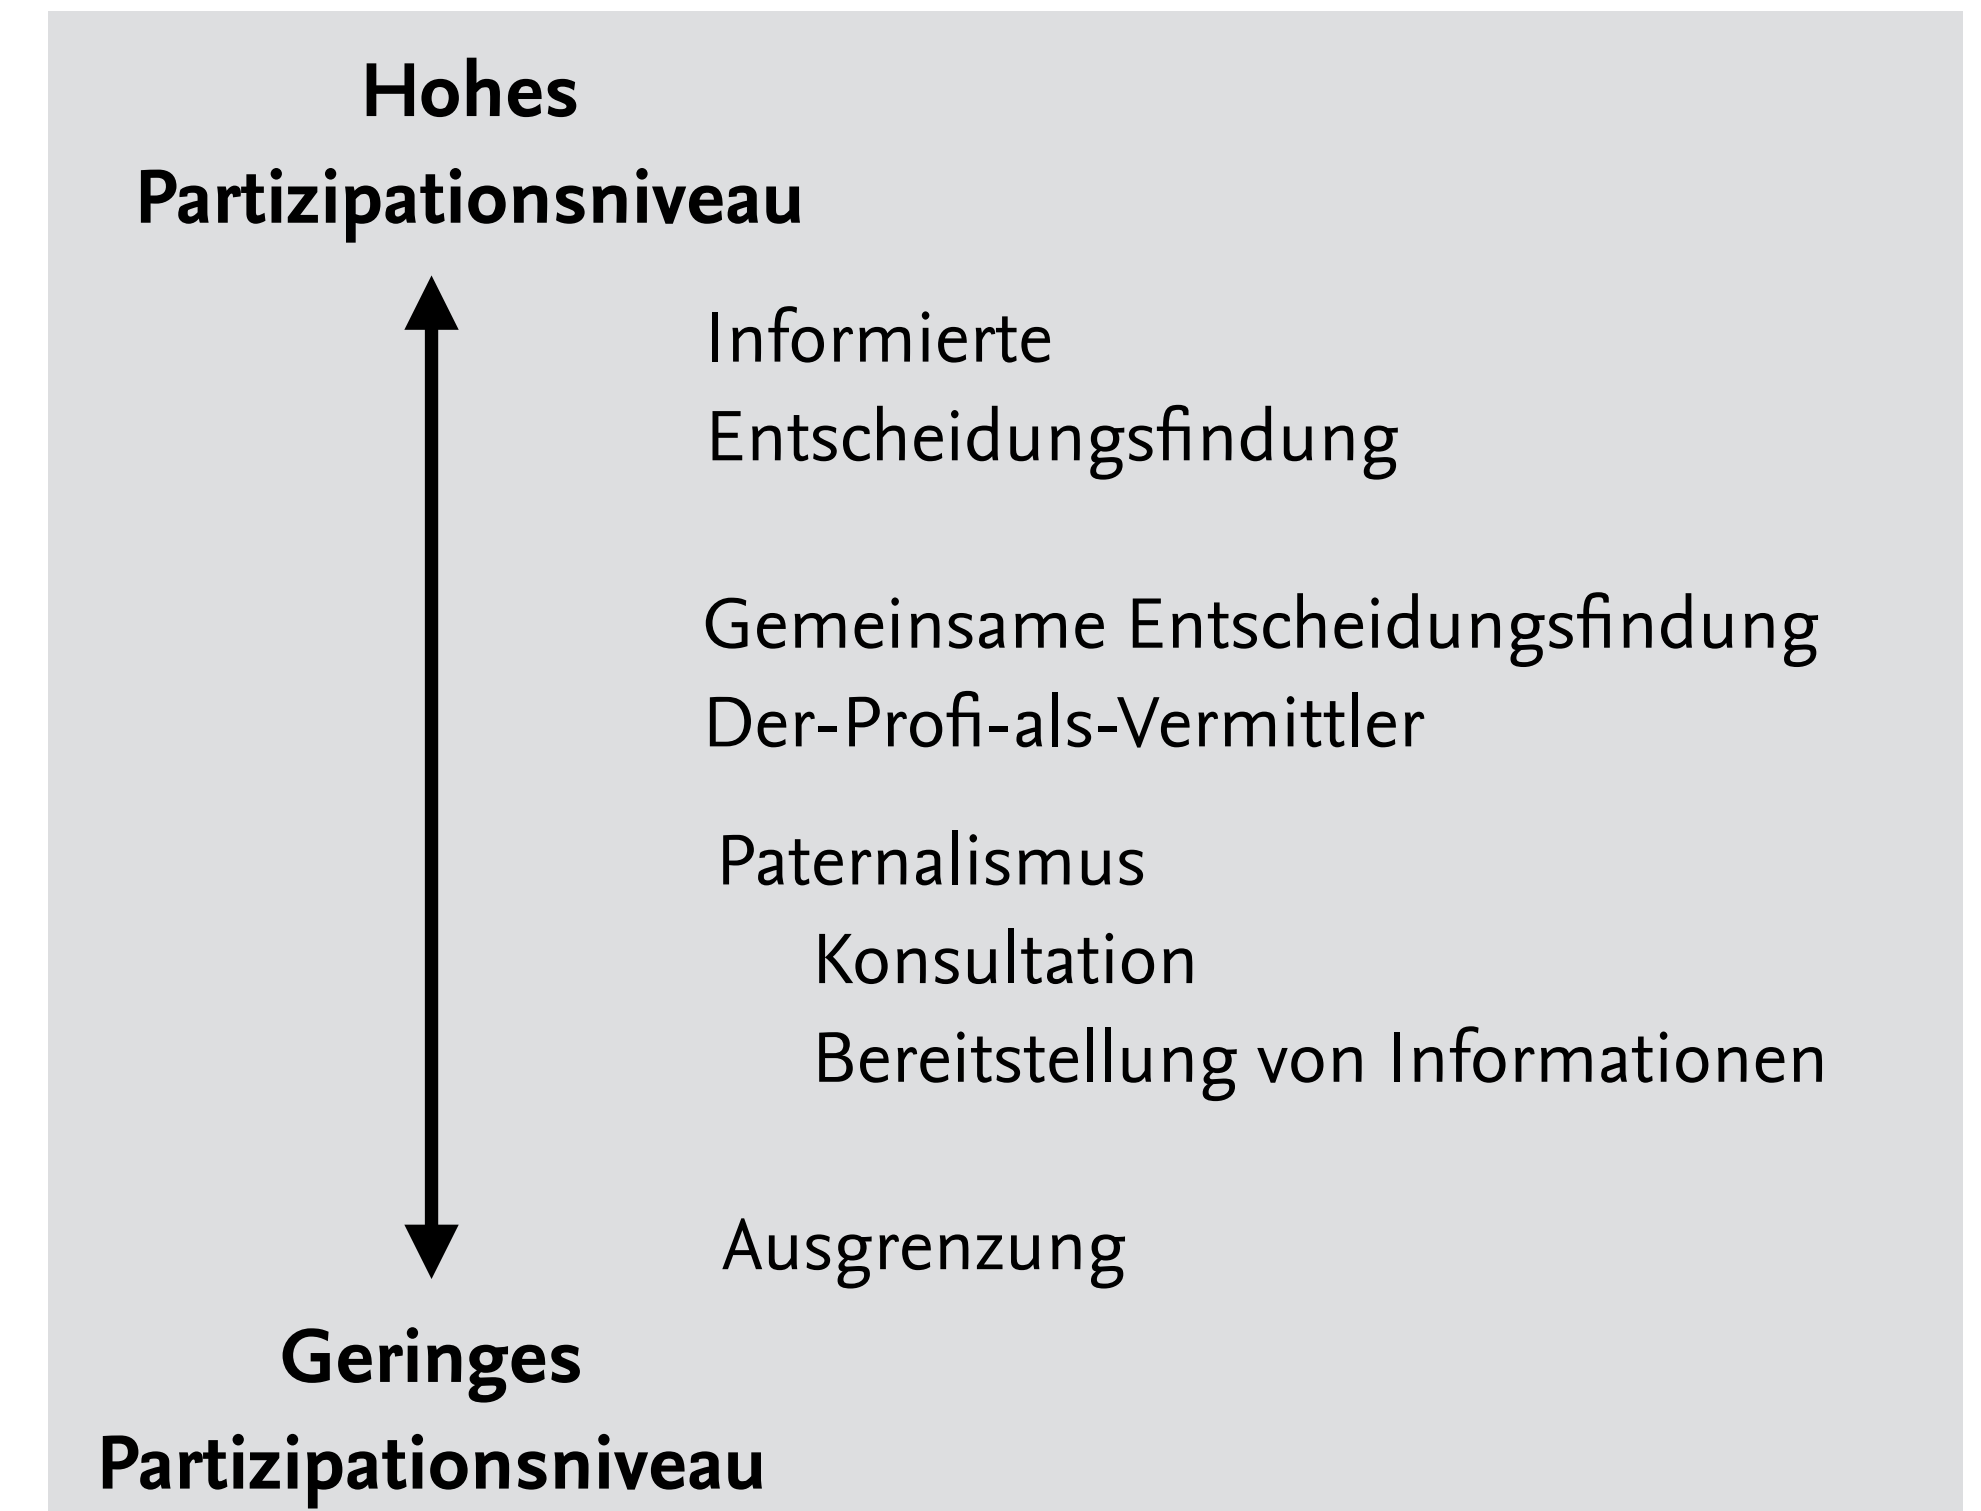 Hohes
Partizipationsniveau
Informierte
Entscheidungsfindung
Gemeinsame Entscheidungsfindung
Der-Profi-als-Vermittler
Paternalismus
Konsultation
Bereitstellung von Informationen
Ausgrenzung
Geringes
Partizipationsniveau